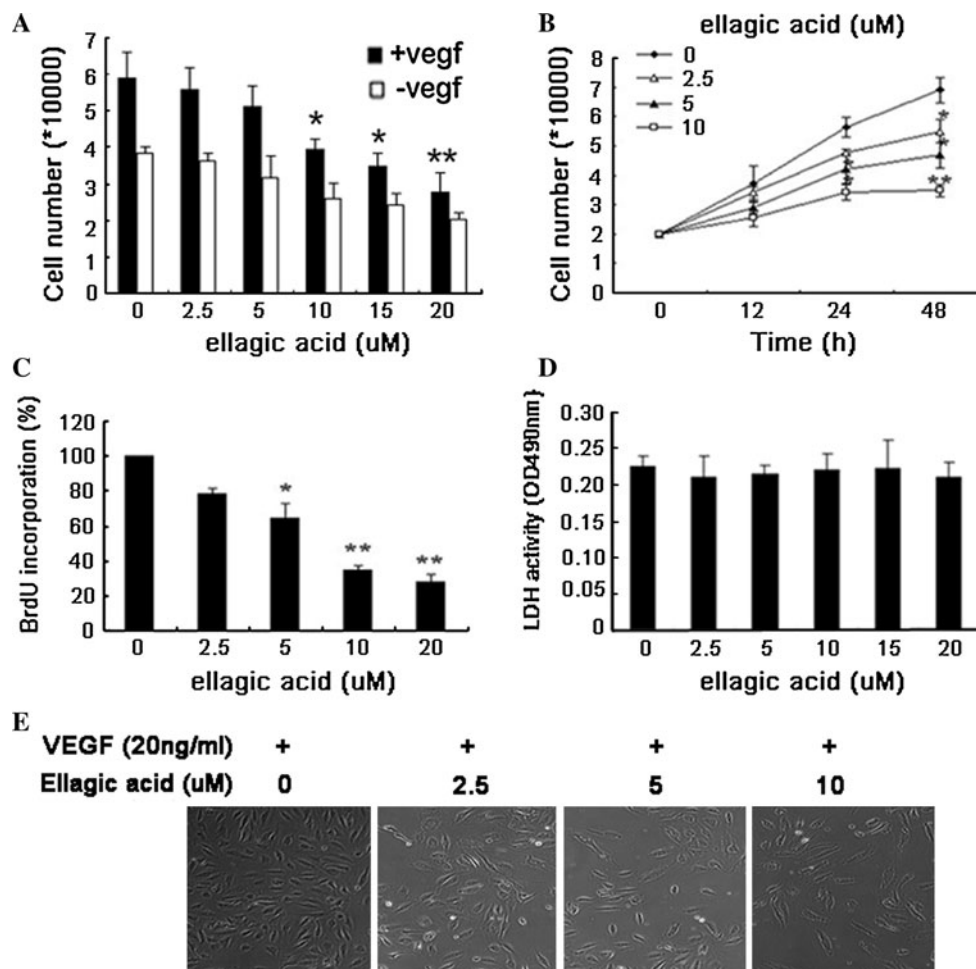 A
Cell number (*10000)
7
6
5
4
3
2
1
0
+vegf
-vegf
*
*
**
0 2.5 5 10 15 20
ellagic acid (uM)
B
ellagic acid (uM)
0
2.5
5
10
Cell number (*10000)
8
7
6
5
4
3
2
1
0
*
*
*
*
**
0 12 24 48
Time (h)
C
BrdU incorporation (%)
120
100
80
60
40
20
0
*
**
**
0 2.5 5 10 20
ellagic acid (uM)
D
LDH activity (OD490nm)
0.30
0.25
0.20
0.15
0.10
0.05
0
0 2.5 5 10 15 20
ellagic acid (uM)
E
VEGF (20ng/ml) + + + +
Ellagic acid (uM) 0 2.5 5 10